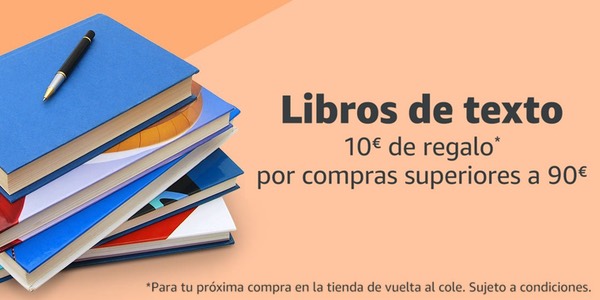 Libros de texto
10€ de regalo*
por compras superiores a 90€
*Para tu próxima compra en la tienda de vuelta al cole. Sujeto a condiciones.